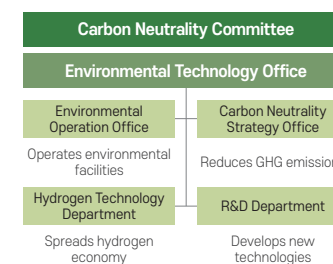 Carbon Neutrality Committee
Environmental Technology Office
Environmental
Operation Office
Carbon Neutrality
Strategy Office
Operates environmental
facilities
Reduces GHG emission
Hydrogen Technology
Department
R&D Department
Spreads hydrogen
economy
Develops new
technologies